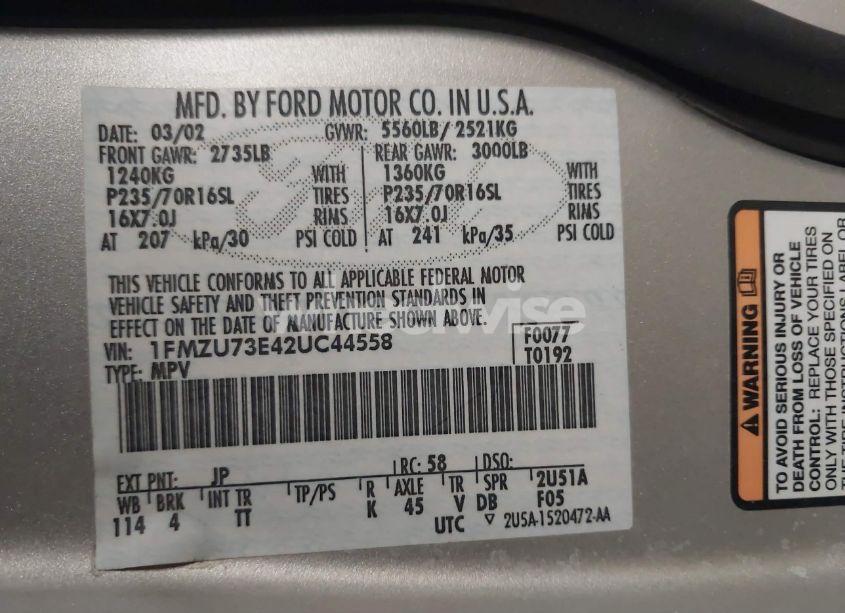 MFD. BY FORD MOTOR CO. IN U.S.A.
DATE: 03/02 GVWR: 5560LB/ 2521KG
FRONT GAWR: 2735LB REAR GAWR: 3000LB
1240KG WITH 1360KG WITH
P235/70R16SL TIRES P235/70R16SL TIRES
16X7.0J RIMS 16X7.0J RIMS
AT 207 kPa/30 PSI COLD AT 241 kPa/35 PSI COLD
THIS VEHICLE CONFORMS TO ALL APPLICABLE FEDERAL MOTOR
VEHICLE SAFETY AND THEFT PREVENTION STANDARDS IN
EFFECT ON THE DATE OF MANUFACTURE SHOWN ABOVE.
VIN: 1FMZU73E42UC44558 F0077
TYPE: MPV T0192
EXT PNT: JP RC: 58 DSO:
WB BRK INT TR TP/PS R AXLE TR SPR 2U51A
114 4 TT K 45 V DB F05
UTC ▽ 2U5A-1520472-AA
WARNING
TO AVOID SERIOUS INJURY OR
DEATH FROM LOSS OF VEHICLE
CONTROL: REPLACE YOUR TIRES
ONLY WITH THOSE SHOWN ON